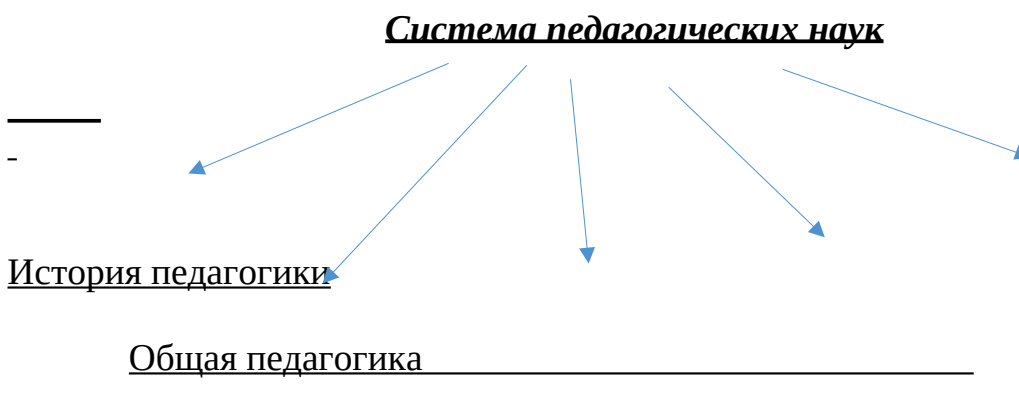 Система педагогических наук
-
История педагогики
Общая педагогика